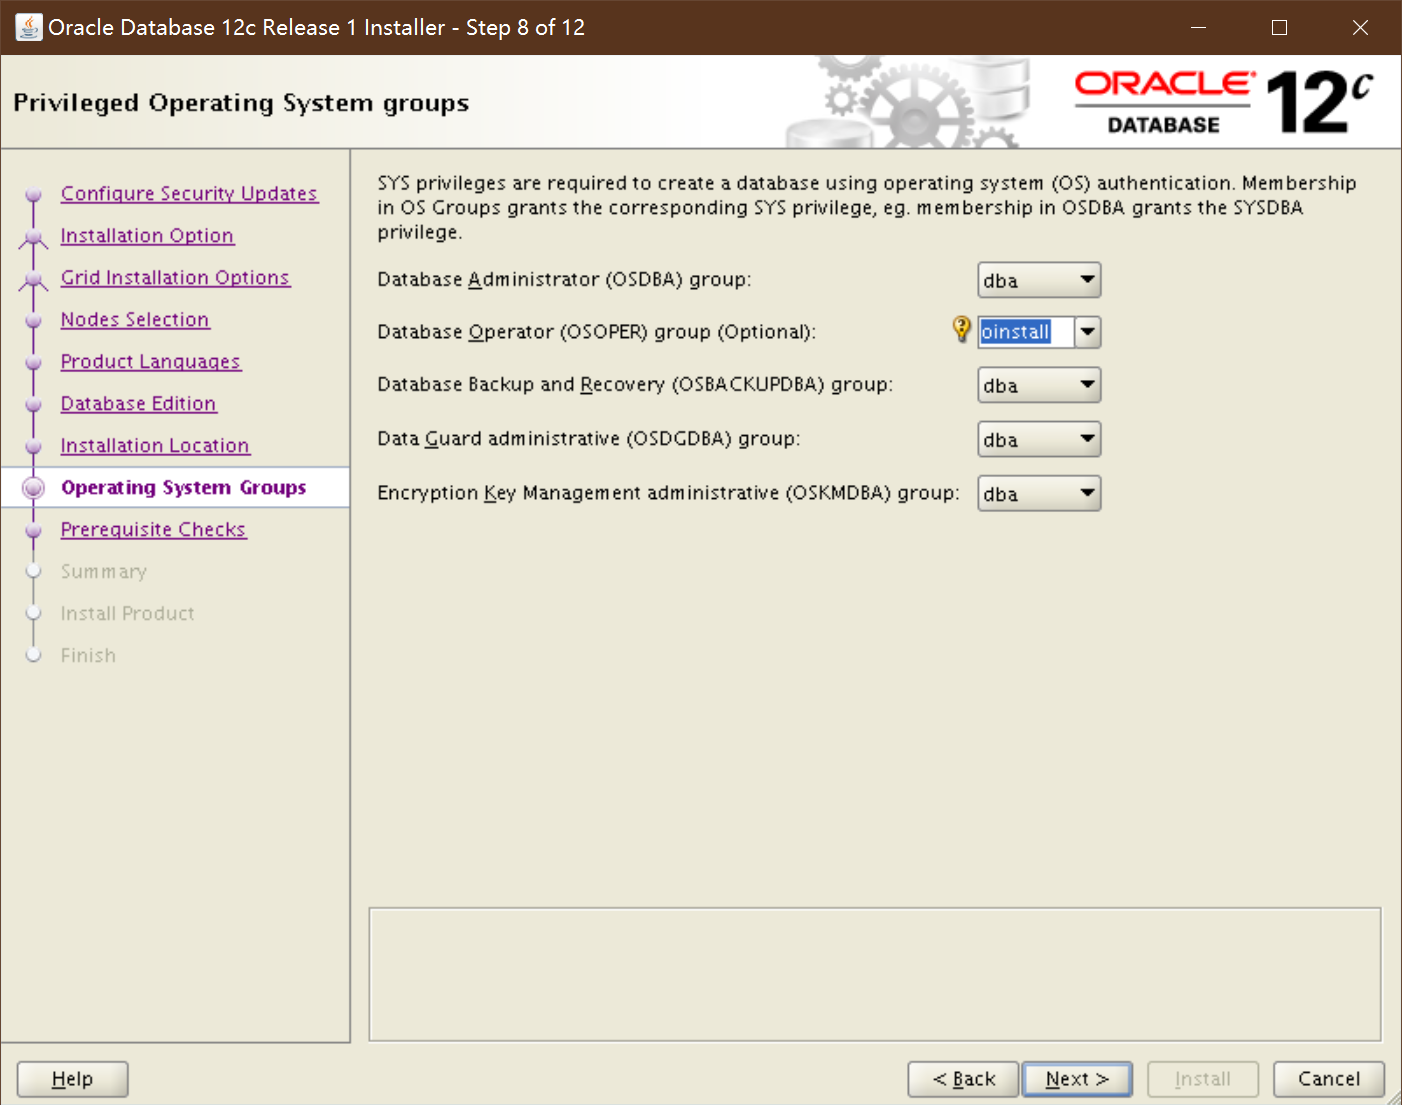 Oracle Database 12c Release 1 Installer - Step 8 of 12
Privileged Operating System groups
ORACLE
DATABASE
12c
Configure Security Updates
Installation Option
Grid Installation Options
Nodes Selection
Product Languages
Database Edition
Installation Location
Operating System Groups
Prerequisite Checks
Summary
Install Product
Finish
SYS privileges are required to create a database using operating system (OS) authentication. Membership
in OS Groups grants the corresponding SYS privilege, eg. membership in OSDBA grants the SYSDBA
privilege.
Database Administrator (OSDBA) group: dba
Database Operator (OSOPER) group (Optional): oinstall
Database Backup and Recovery (OSBACKUPDBA) group: dba
Data Guard administrative (OSDGDBA) group: dba
Encryption Key Management administrative (OSKMDBA) group: dba
Help
< Back
Next >
Install
Cancel